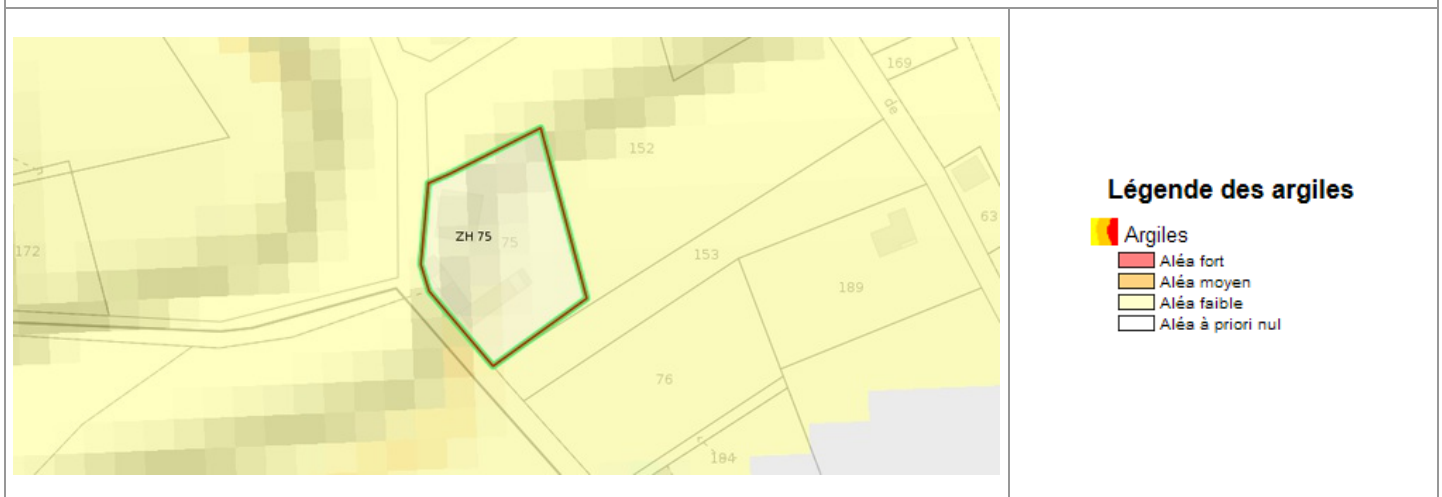 169
de
152
ZH 75
75
63
172
153
189
76
184
Légende des argiles
Argiles
Aléa fort
Aléa moyen
Aléa faible
Aléa à priori nul